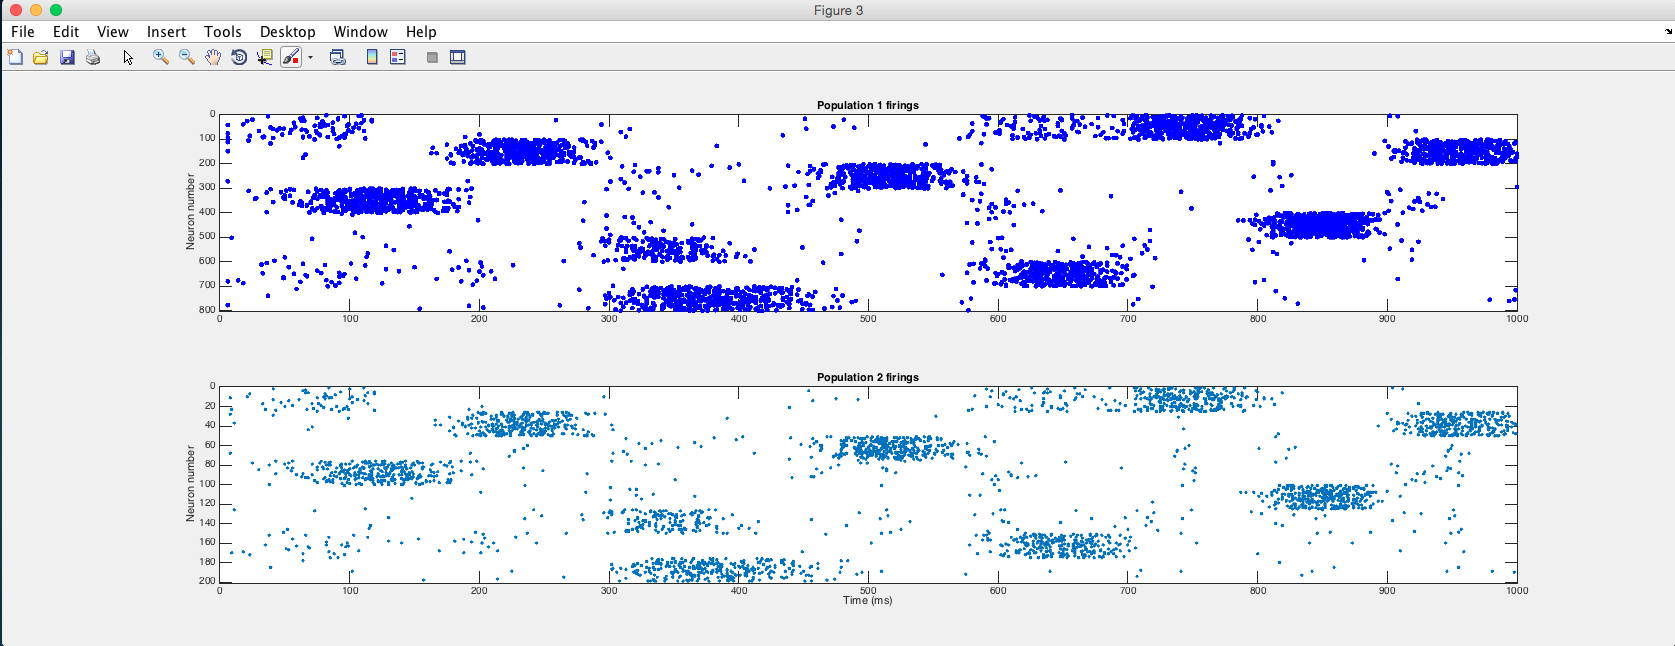 Figure 3
File Edit View Insert Tools Desktop Window Help
Population 1 firings
Neuron number
0
100
200
300
400
500
600
700
800
0 100 200 300 400 500 600 700 800 900 1000
Population 2 firings
Neuron number
0
20
40
60
80
100
120
140
160
180
200
0 100 200 300 400 500 600 700 800 900 1000
Time (ms)